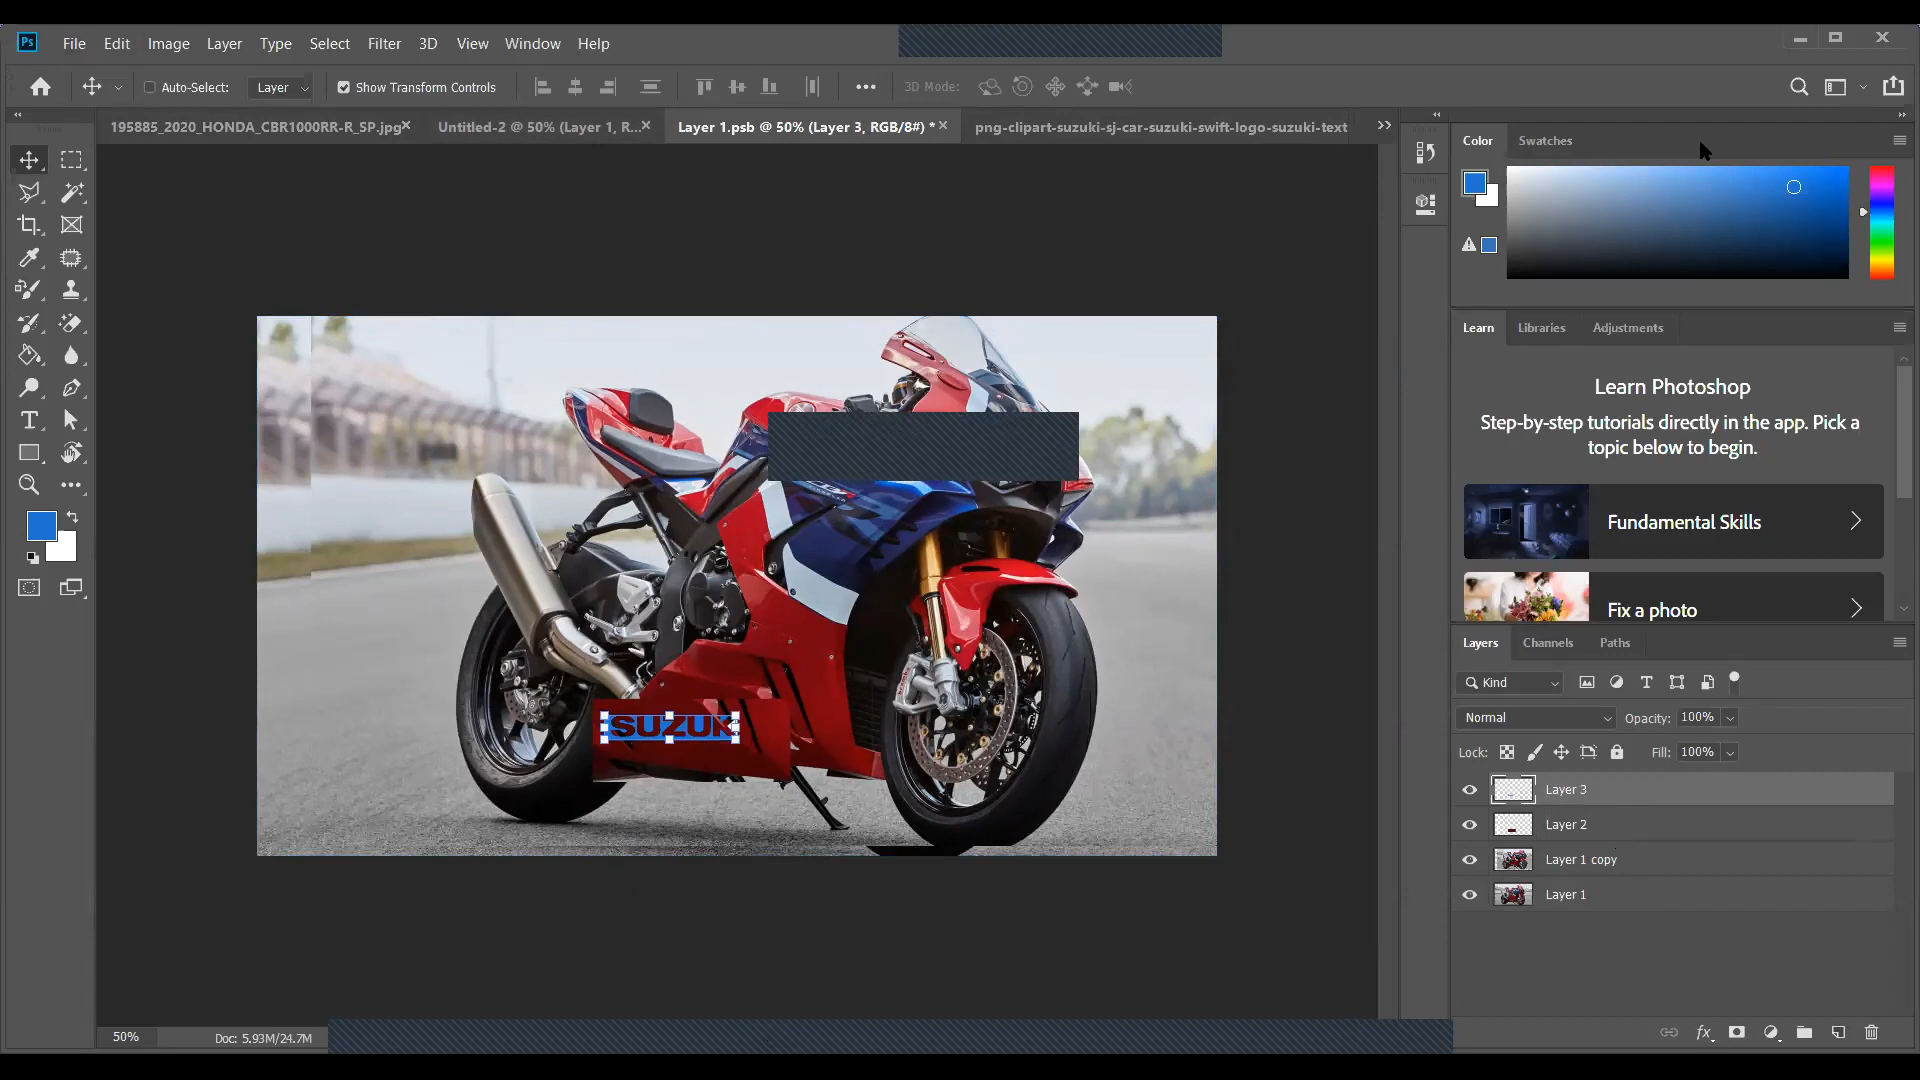 Ps File Edit Image Layer Type Select Filter 3D View Window Help
Auto-Select: Layer Show Transform Controls 3D Mode:
195885_2020_HONDA_CBR1000RR-R_SP.jpg Untitled-2 @ 50% (Layer 1, R... Layer 1.psb @ 50% (Layer 3, RGB/8#) * png-clipart-suzuki-sj-car-suzuki-swift-logo-suzuki-text
Color Swatches
Learn Libraries Adjustments
Learn Photoshop
Step-by-step tutorials directly in the app. Pick a
topic below to begin.
Fundamental Skills
Fix a photo
Layers Channels Paths
Kind
Normal Opacity: 100%
Lock: Fill: 100%
Layer 3
Layer 2
Layer 1 copy
Layer 1
SUZUK
50% Doc: 5.93M/24.7M